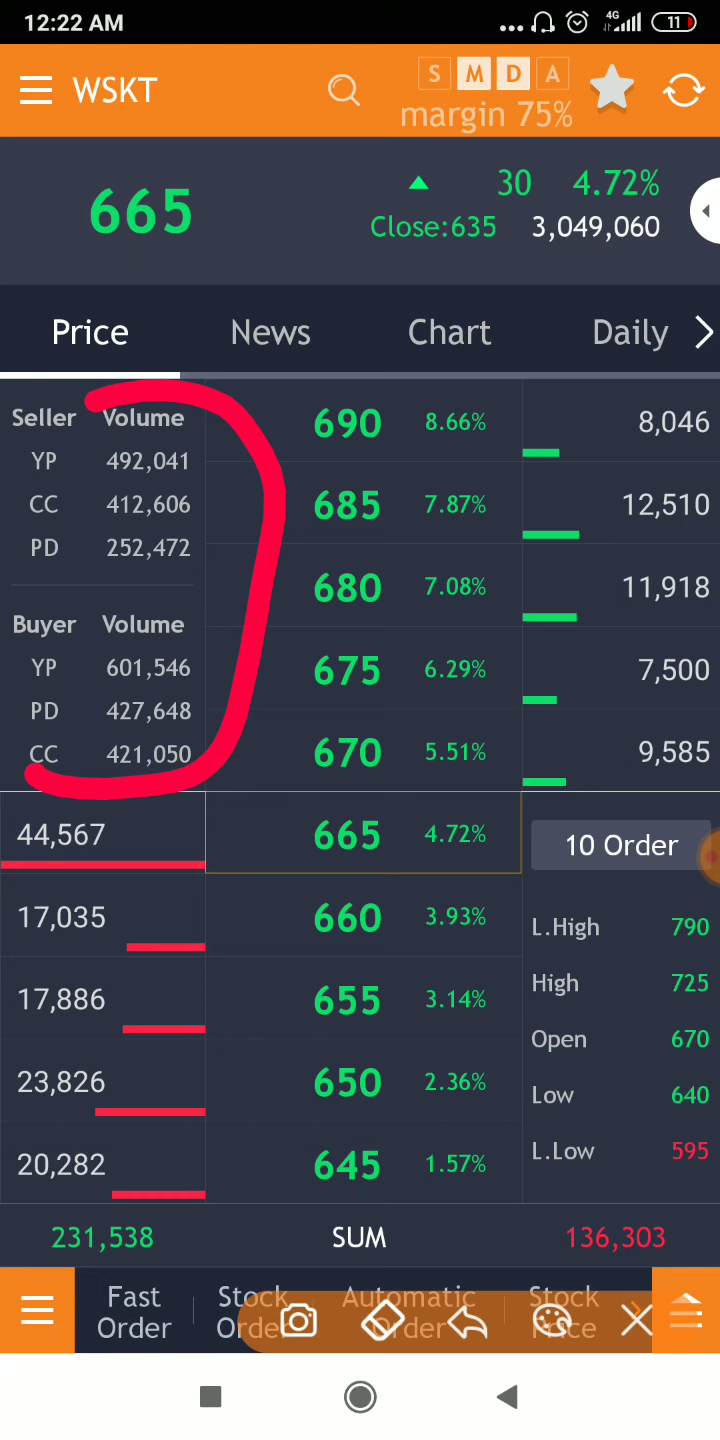 12:22 AM 4G 11
WSKT S M D A
margin 75%
665 30 4.72%
Close:635 3,049,060
Price News Chart Daily
Seller Volume
YP 492,041
CC 412,606
PD 252,472
Buyer Volume
YP 601,546
PD 427,648
CC 421,050
690 8.66% 8,046
685 7.87% 12,510
680 7.08% 11,918
675 6.29% 7,500
670 5.51% 9,585
44,567 665 4.72%
17,035 660 3.93%
17,886 655 3.14%
23,826 650 2.36%
20,282 645 1.57%
10 Order
L.High 790
High 725
Open 670
Low 640
L.Low 595
231,538 SUM 136,303
Fast Order
Stock Order
Automatic Order
Stock Price